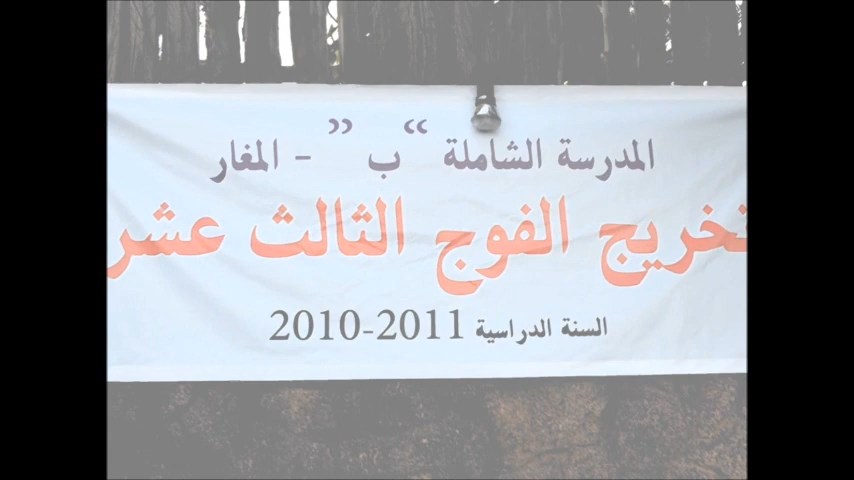 المدرسة الشاملة “ب ” - المغار
تخريج الفوج الثالث عشر
السنة الدراسية 2010-2011